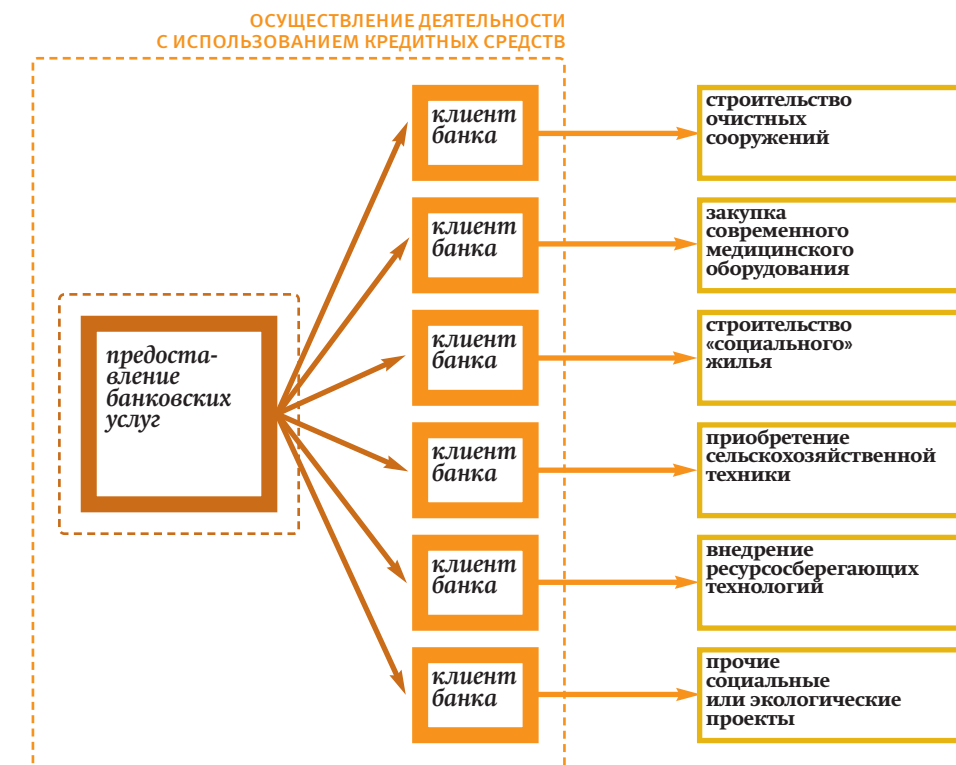 ОСУЩЕСТВЛЕНИЕ ДЕЯТЕЛЬНОСТИ
С ИСПОЛЬЗОВАНИЕМ КРЕДИТНЫХ СРЕДСТВ
предоста-
вление
банковских
услуг
клиент
банка
строительство
очистных
сооружений
клиент
банка
закупка
современного
медицинского
оборудования
клиент
банка
строительство
«социального»
жилья
клиент
банка
приобретение
сельскохозяйственной
техники
клиент
банка
внедрение
ресурсосберегающих
технологий
клиент
банка
прочие
социальные
или экологические
проекты